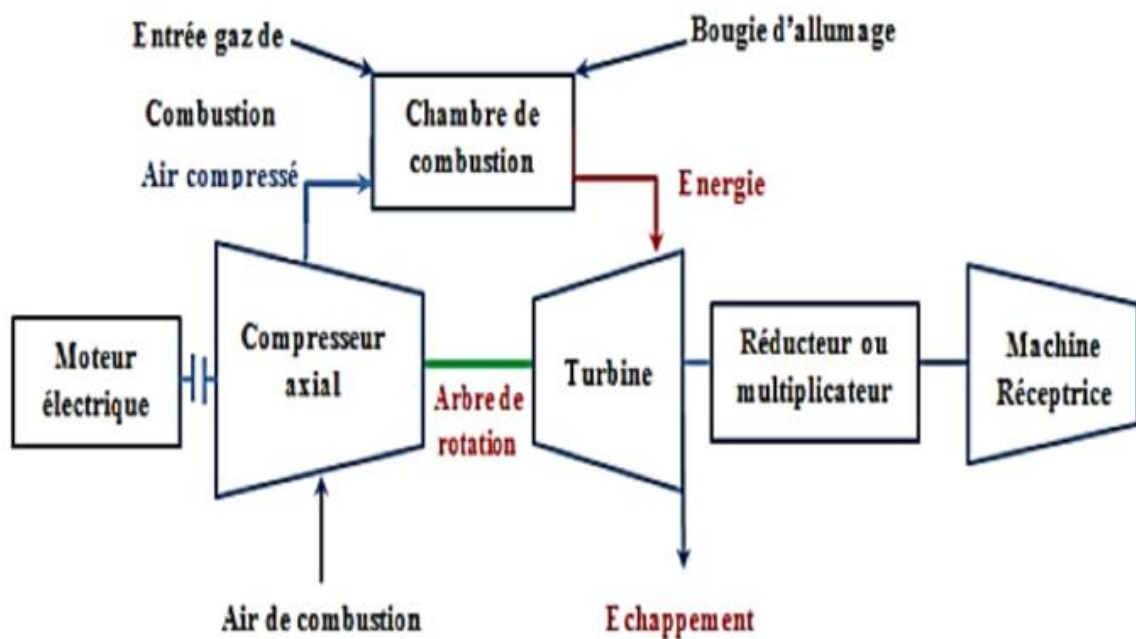 Entrée gaz de
Bougie d'allumage
Combustion
Air compressé
Chambre de
combustion
Energie
Moteur
électrique
Compresseur
axial
Arbre de
rotation
Turbine
Réducteur ou
multiplicateur
Machine
Réceptrice
Air de combustion
Echappement